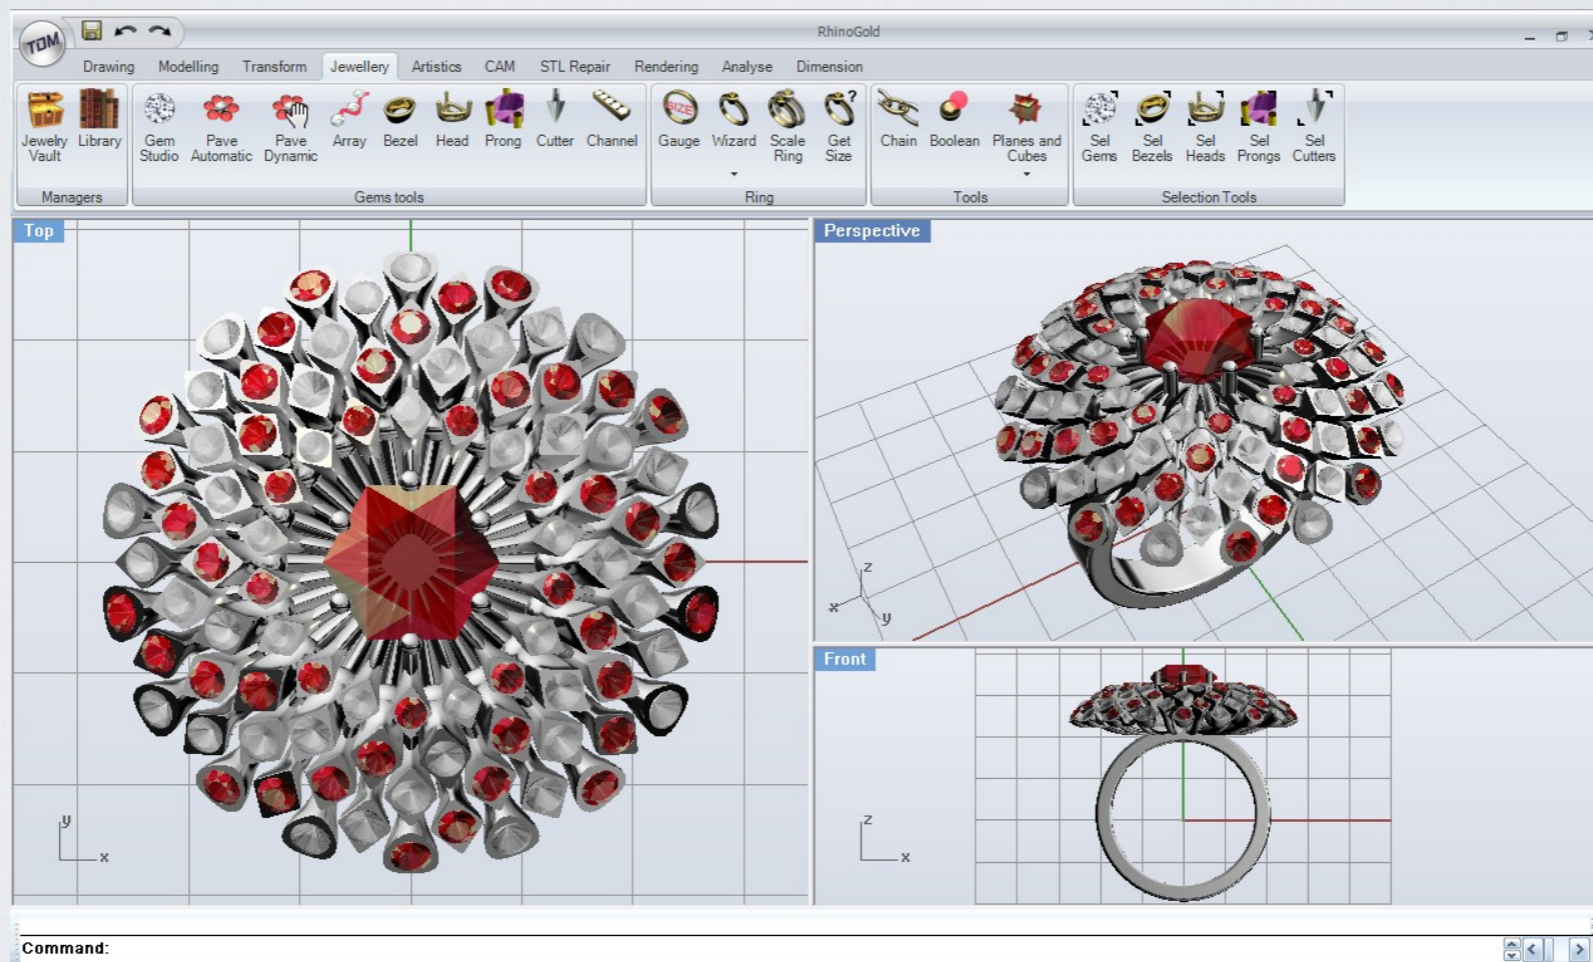 RhinoGold
TDM
Drawing Modelling Transform Jewellery Artistics CAM STL Repair Rendering Analyse Dimension
Jewelry Vault
Library
Gem Studio
Pave Automatic
Pave Dynamic
Array
Bezel
Head
Prong
Cutter
Channel
SIZE
Gauge
Wizard
Scale Ring
?
Get Size
Chain
Boolean
Planes and Cubes
Sel Gems
Sel Bezels
Sel Heads
Sel Prongs
Sel Cutters
Managers
Gems tools
Ring
Tools
Selection Tools
Top
y
x
Perspective
z
x
y
Front
z
x
Command: